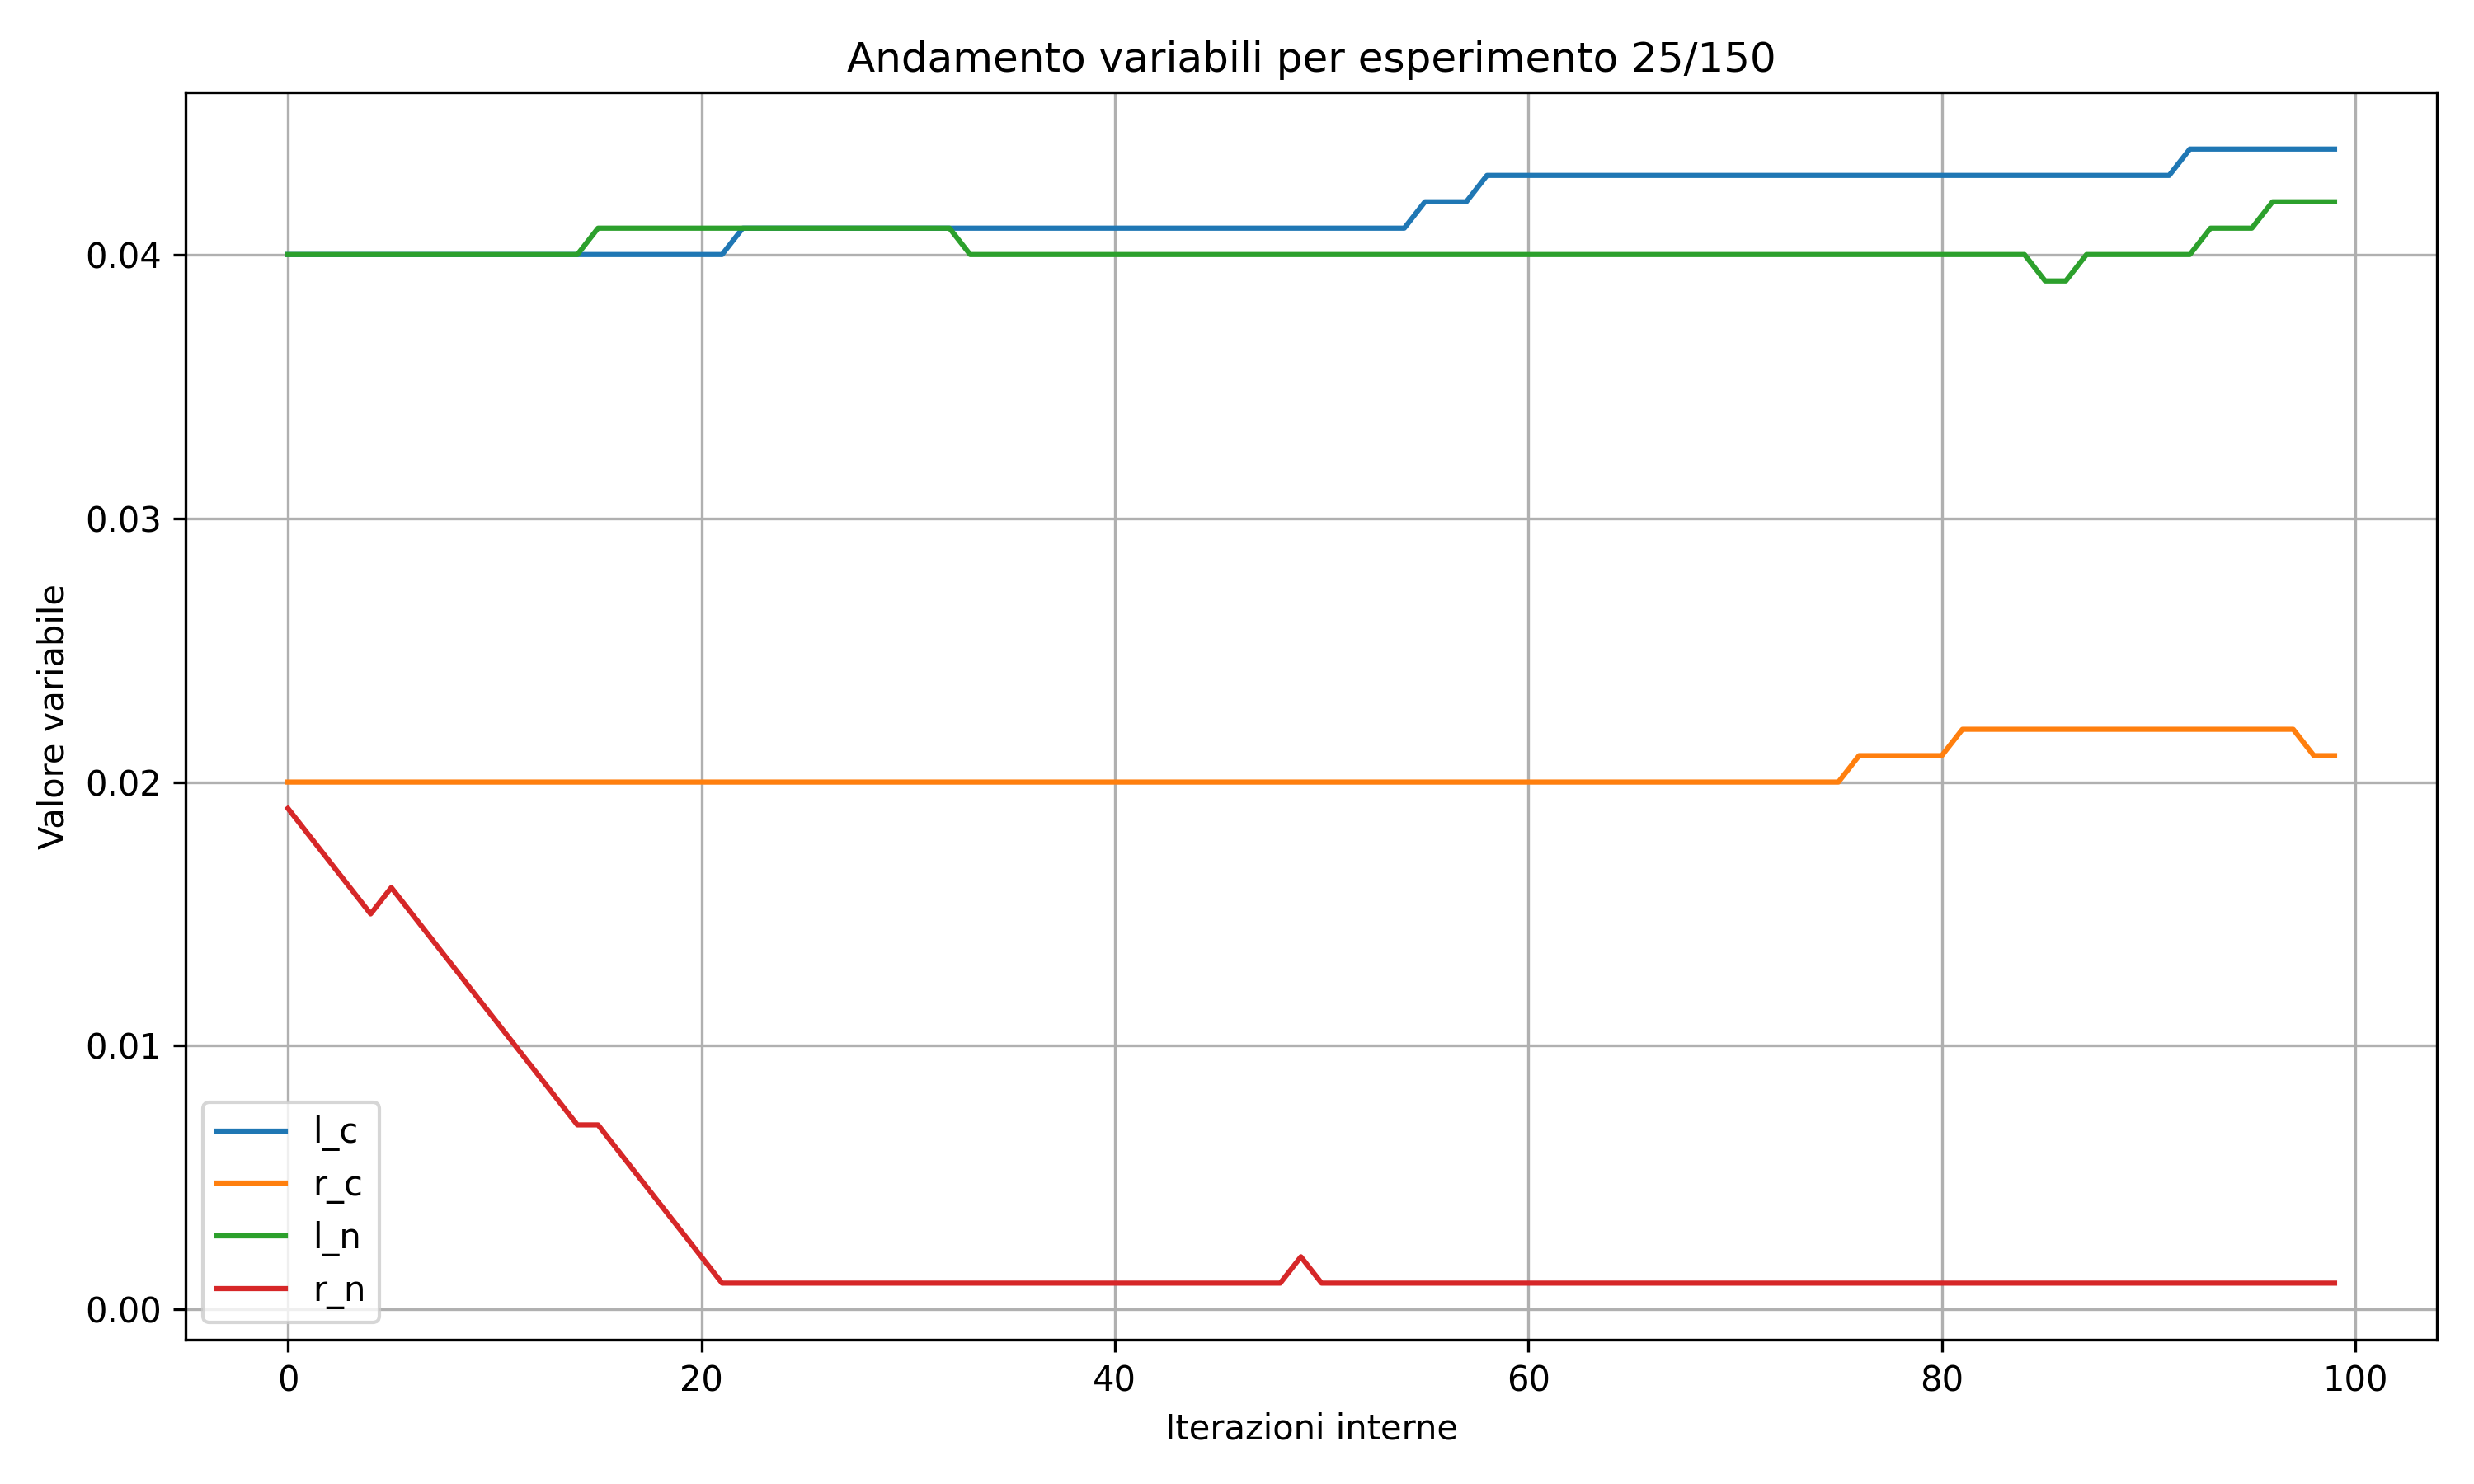 Andamento variabili per esperimento 25/150
Valore variabile
0.04
0.03
0.02
0.01
0.00
l_c
r_c
l_n
r_n
0 20 40 60 80 100
Iterazioni interne